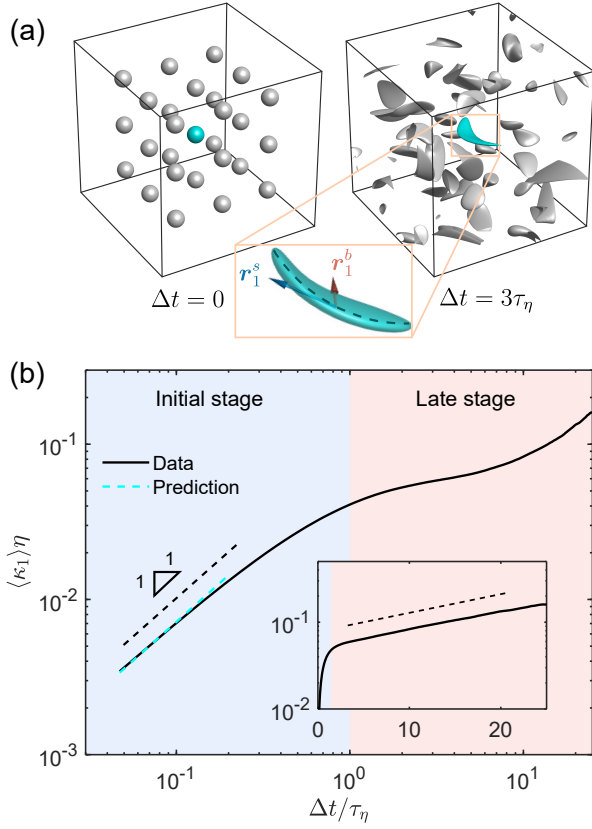 (a)
r₁ˢ
r₁ᵇ
Δt = 0
Δt = 3τ_η
(b)
Initial stage
Late stage
Data
Prediction
1
1
10⁻¹
10⁻²
10⁻³
⟨κ₁⟩η
10⁻¹
10⁻²
0
10
20
10⁻¹
10⁰
10¹
Δt/τ_η